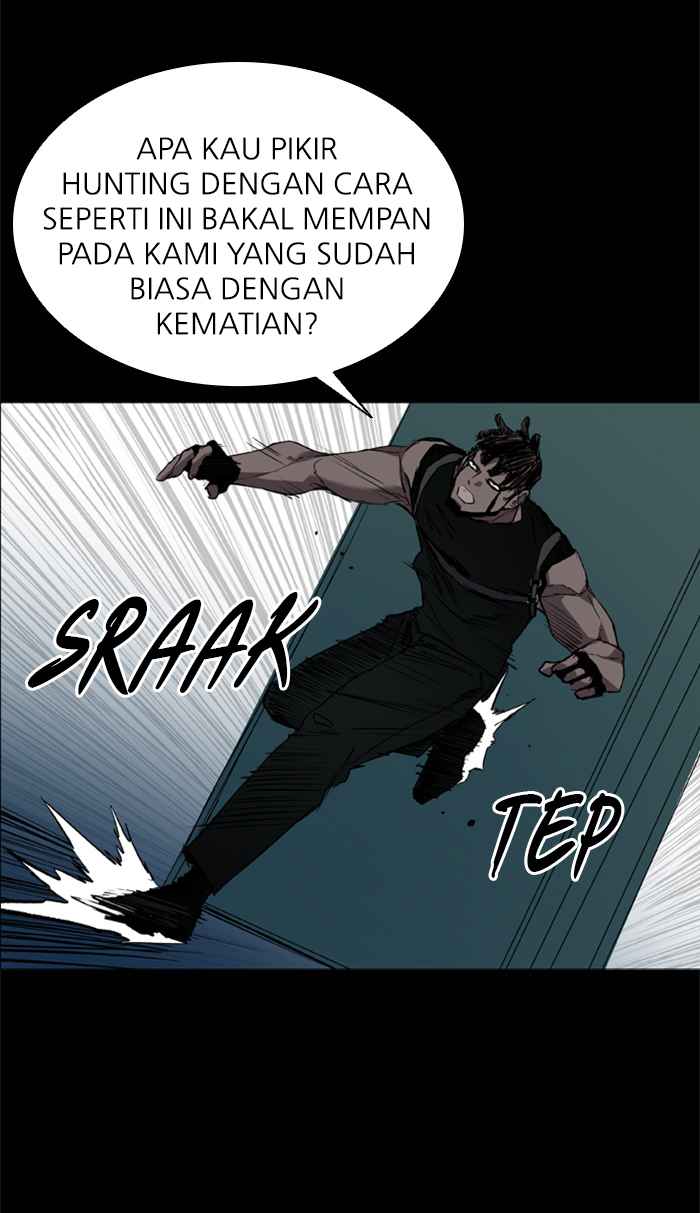 APA KAU PIKIR
HUNTING DENGAN CARA
SEPERTI INI BAKAL MEMPAN
PADA KAMI YANG SUDAH
BIASA DENGAN
KEMATIAN?
SRAAK
TEP